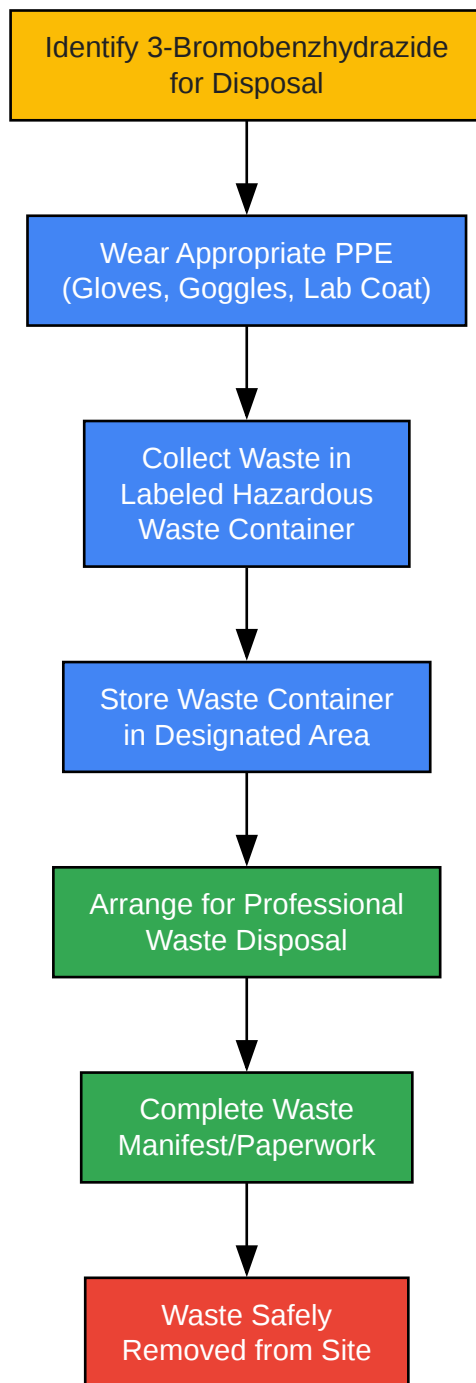 Identify 3-Bromobenzhydrazide
for Disposal
Wear Appropriate PPE
(Gloves, Goggles, Lab Coat)
Collect Waste in
Labeled Hazardous
Waste Container
Store Waste Container
in Designated Area
Arrange for Professional
Waste Disposal
Complete Waste
Manifest/Paperwork
Waste Safely
Removed from Site